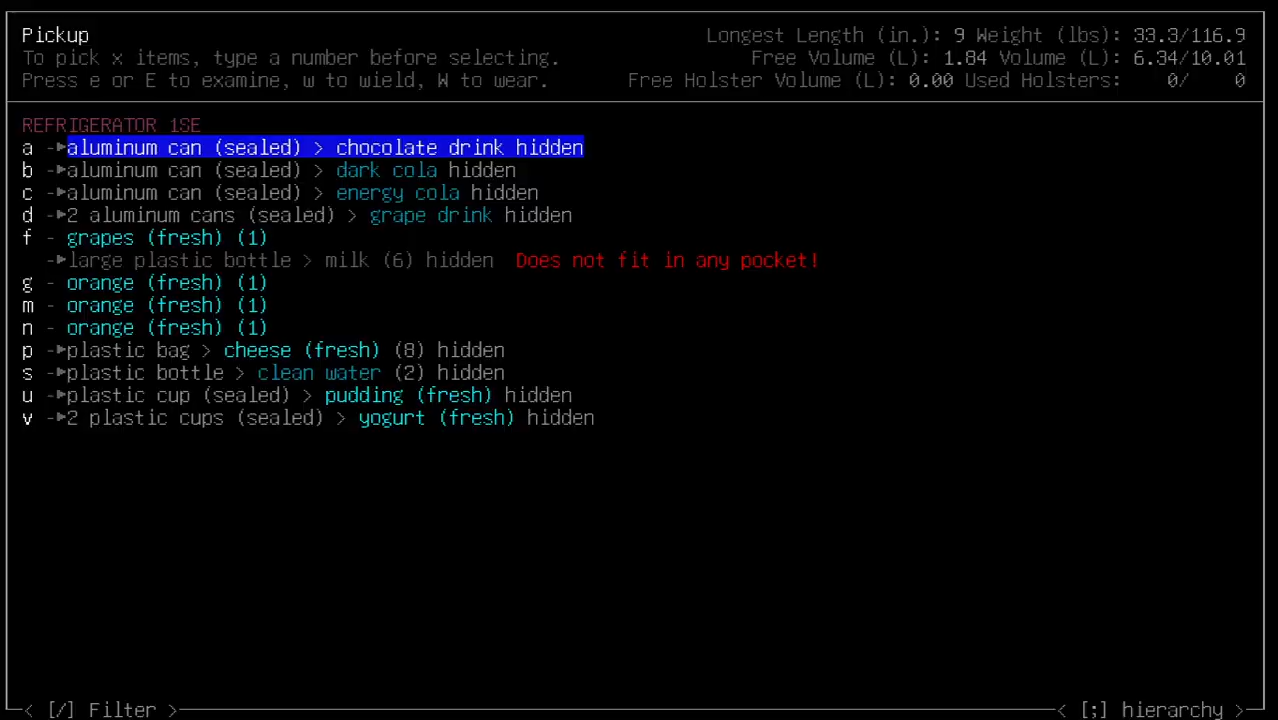 Pickup
Longest Length (in.): 9 Weight (lbs): 33.3/116.9
To pick x items, type a number before selecting.
Free Volume (L): 1.84 Volume (L): 6.34/10.01
Press e or E to examine, w to wield, W to wear.
Free Holster Volume (L): 0.00 Used Holsters: 0/ 0
REFRIGERATOR 1SE
a -►aluminum can (sealed) > chocolate drink hidden
b -►aluminum can (sealed) > dark cola hidden
c -►aluminum can (sealed) > energy cola hidden
d -►2 aluminum cans (sealed) > grape drink hidden
f - grapes (fresh) (1)
-►large plastic bottle > milk (6) hidden Does not fit in any pocket!
g - orange (fresh) (1)
m - orange (fresh) (1)
n - orange (fresh) (1)
p -►plastic bag > cheese (fresh) (8) hidden
s -►plastic bottle > clean water (2) hidden
u -►plastic cup (sealed) > pudding (fresh) hidden
v -►2 plastic cups (sealed) > yogurt (fresh) hidden
< [/] Filter >
< [;] hierarchy >